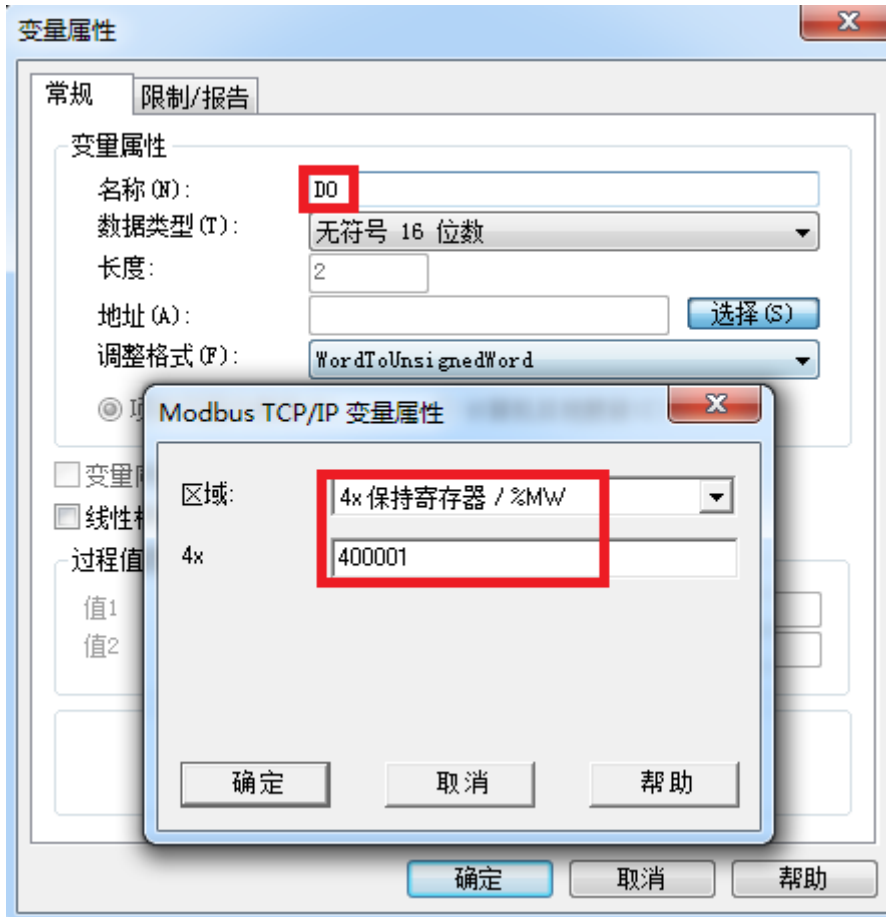 变量属性
常规 限制/报告
变量属性
名称(N): DO
数据类型(T): 无符号 16 位数
长度: 2
地址(A): 选择(S)
调整格式(F): WordToUnsignedWord
Modbus TCP/IP 变量属性
变量
区域: 4x 保持寄存器 / %MW
线性
4x 400001
过程值
值1
值2
确定 取消 帮助
确定 取消 帮助